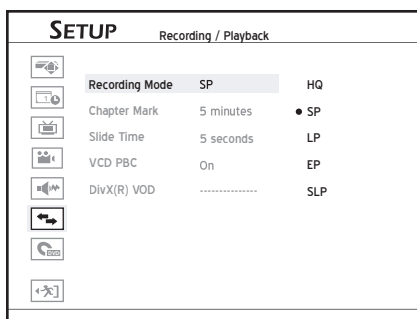 SETUP Recording / Playback
Recording Mode SP HQ
Chapter Mark 5 minutes ● SP
Slide Time 5 seconds LP
VCD PBC On EP
DivX(R) VOD --------------- SLP
DVD